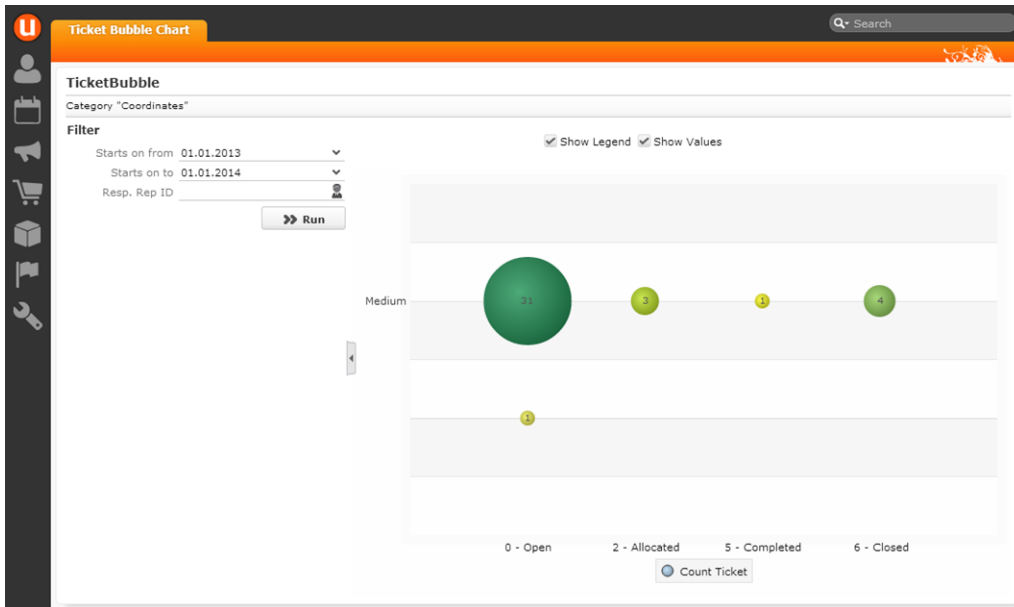 u
Ticket Bubble Chart
Search
TicketBubble
Category "Coordinates"
Filter
Starts on from 01.01.2013
Starts on to 01.01.2014
Resp. Rep ID
Run
Show Legend Show Values
Medium
31 3 1 4
1
0 - Open 2 - Allocated 5 - Completed 6 - Closed
Count Ticket